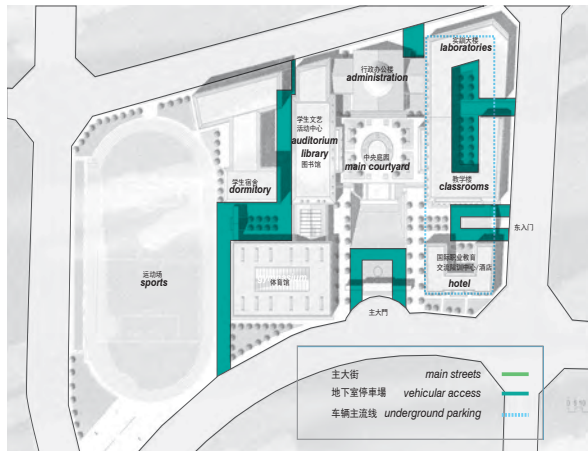 实训大楼
laboratories
行政办公楼
administration
学生文艺
活动中心
auditorium
library
图书馆
中央庭园
main courtyard
学生宿舍
dormitory
教学楼
classrooms
东入门
运动场
sports
体育馆
国际职业教育
交流培训中心/酒店
hotel
主大門
主大街 main streets
地下室停車場 vehicular access
车辆主流线 underground parking